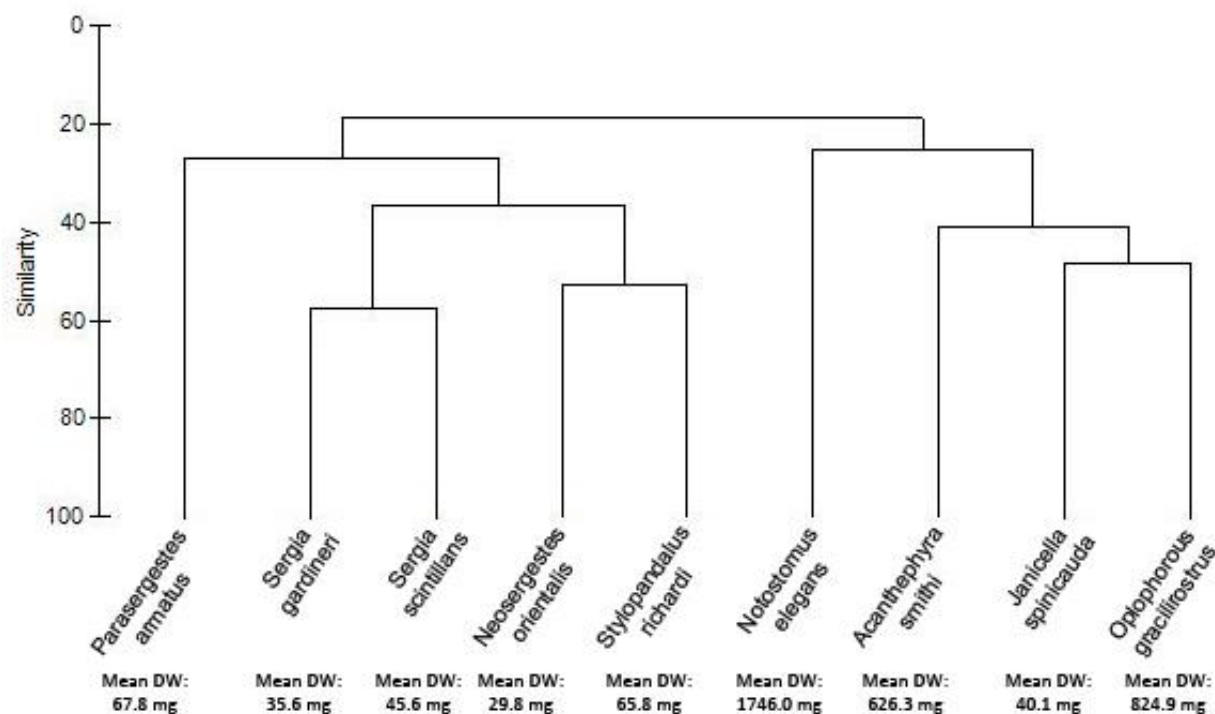 0
20
40
60
80
100
Similarity
Parasergestes
armatus
Sergia
gardineri
Sergia
scintillans
Neosergestes
orientalis
Stylopandalus
richardi
Notostomus
elegans
Acanthephyra
smithi
Janicella
spinicauda
Oplophorous
gracilirostrus
Mean DW:
67.8 mg
Mean DW:
35.6 mg
Mean DW:
45.6 mg
Mean DW:
29.8 mg
Mean DW:
65.8 mg
Mean DW:
1746.0 mg
Mean DW:
626.3 mg
Mean DW:
40.1 mg
Mean DW:
824.9 mg